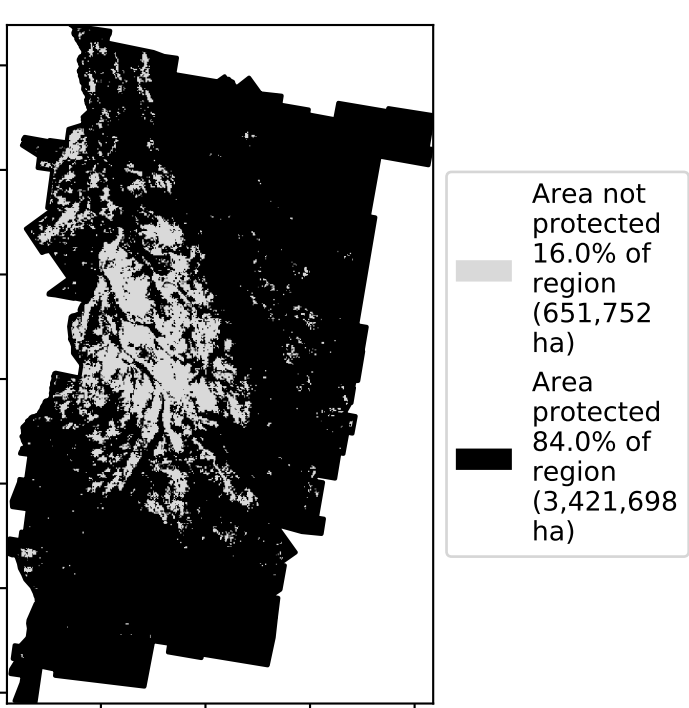 Area not
protected
16.0% of
region
(651,752
ha)
Area
protected
84.0% of
region
(3,421,698
ha)